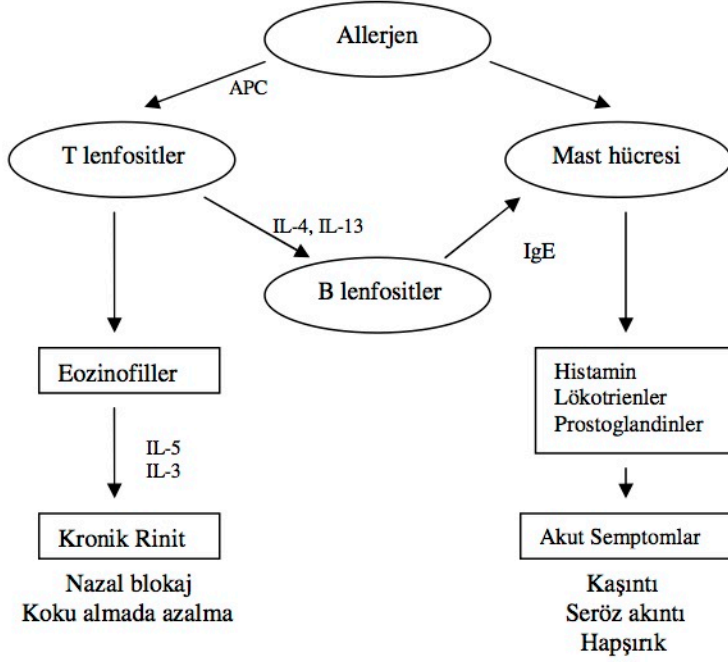 Allerjen
APC
T lenfositler
Mast hücresi
IL-4, IL-13
IgE
B lenfositler
Eozinofiller
Histamin
Lökotrienler
Prostoglandinler
IL-5
IL-3
Kronik Rinit
Akut Semptomlar
Nazal blokaj
Koku almada azalma
Kaşıntı
Seröz akıntı
Hapşırık